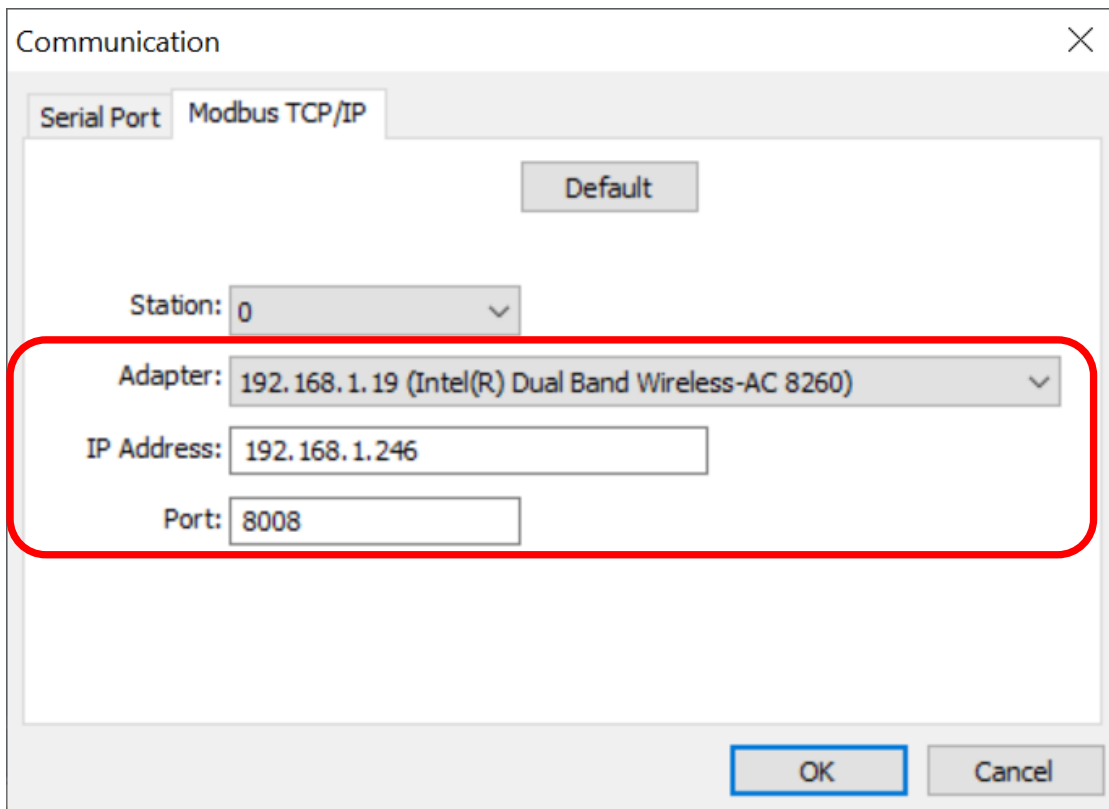 Communication
Serial Port Modbus TCP/IP
Default
Station: 0
Adapter: 192.168.1.19 (Intel(R) Dual Band Wireless-AC 8260)
IP Address: 192.168.1.246
Port: 8008
OK Cancel